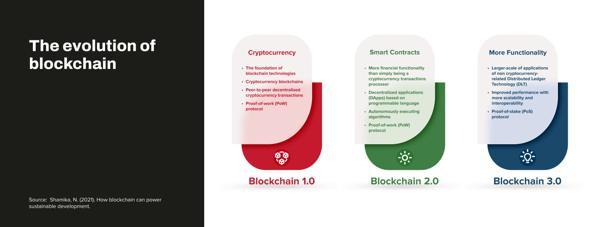 The evolution of
blockchain
Source: Shamika, N. (2021). How blockchain can power
sustainable development.
Cryptocurrency
• The foundation of
blockchain technologies
• Cryptocurrency blockchains
• Peer-to-peer decentralised
cryptocurrency transactions
• Proof-of-work (PoW)
protocol
Blockchain 1.0
Smart Contracts
• More financial functionality
than simply being a
cryptocurrency transactions
processor
• Decentralised applications
(DApps) based on
programmable language
• Autonomously executing
algorithms
• Proof-of-work (PoW)
protocol
Blockchain 2.0
More Functionality
• Larger-scale of applications
of non cryptocurrency-
related Distributed Ledger
Technology (DLT)
• Improved performance with
more scalability and
interoperability
• Proof-of-stake (PoS)
protocol
Blockchain 3.0